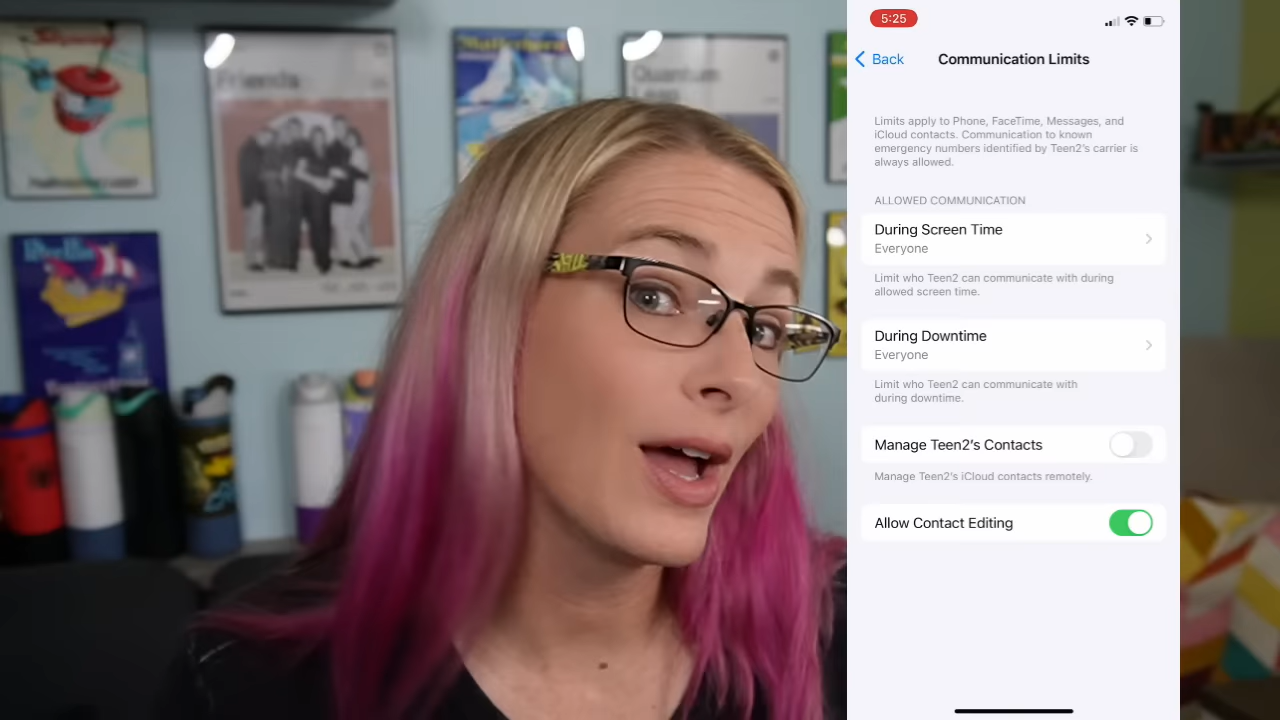 Friends
Quantum
Leap
5:25
Back
Communication Limits
Limits apply to Phone, FaceTime, Messages, and
iCloud contacts. Communication to known
emergency numbers identified by Teen2's carrier is
always allowed.
ALLOWED COMMUNICATION
During Screen Time
Everyone
Limit who Teen2 can communicate with during
allowed screen time.
During Downtime
Everyone
Limit who Teen2 can communicate with
during downtime.
Manage Teen2's Contacts
Manage Teen2's iCloud contacts remotely.
Allow Contact Editing